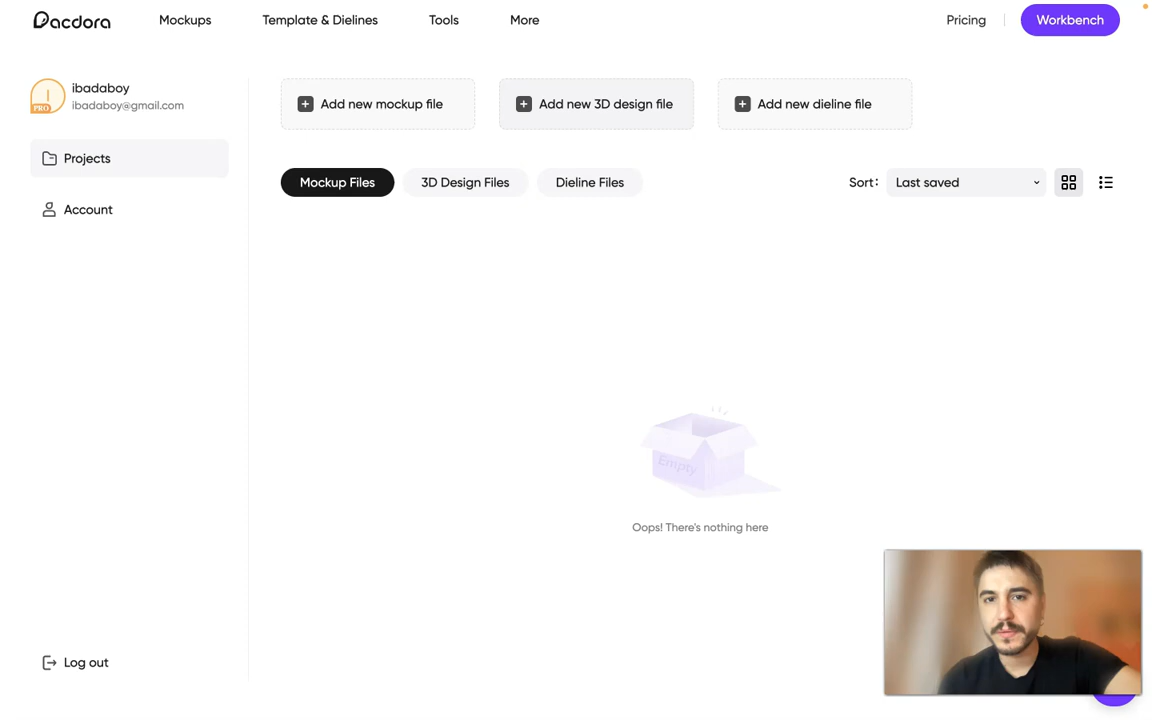 Pacdora
Mockups
Template & Dielines
Tools
More
Pricing
Workbench
ibadaboy
ibadaboy@gmail.com
PRO
Projects
Account
Log out
Add new mockup file
Add new 3D design file
Add new dieline file
Mockup Files
3D Design Files
Dieline Files
Sort:
Last saved
Empty
Oops! There's nothing here